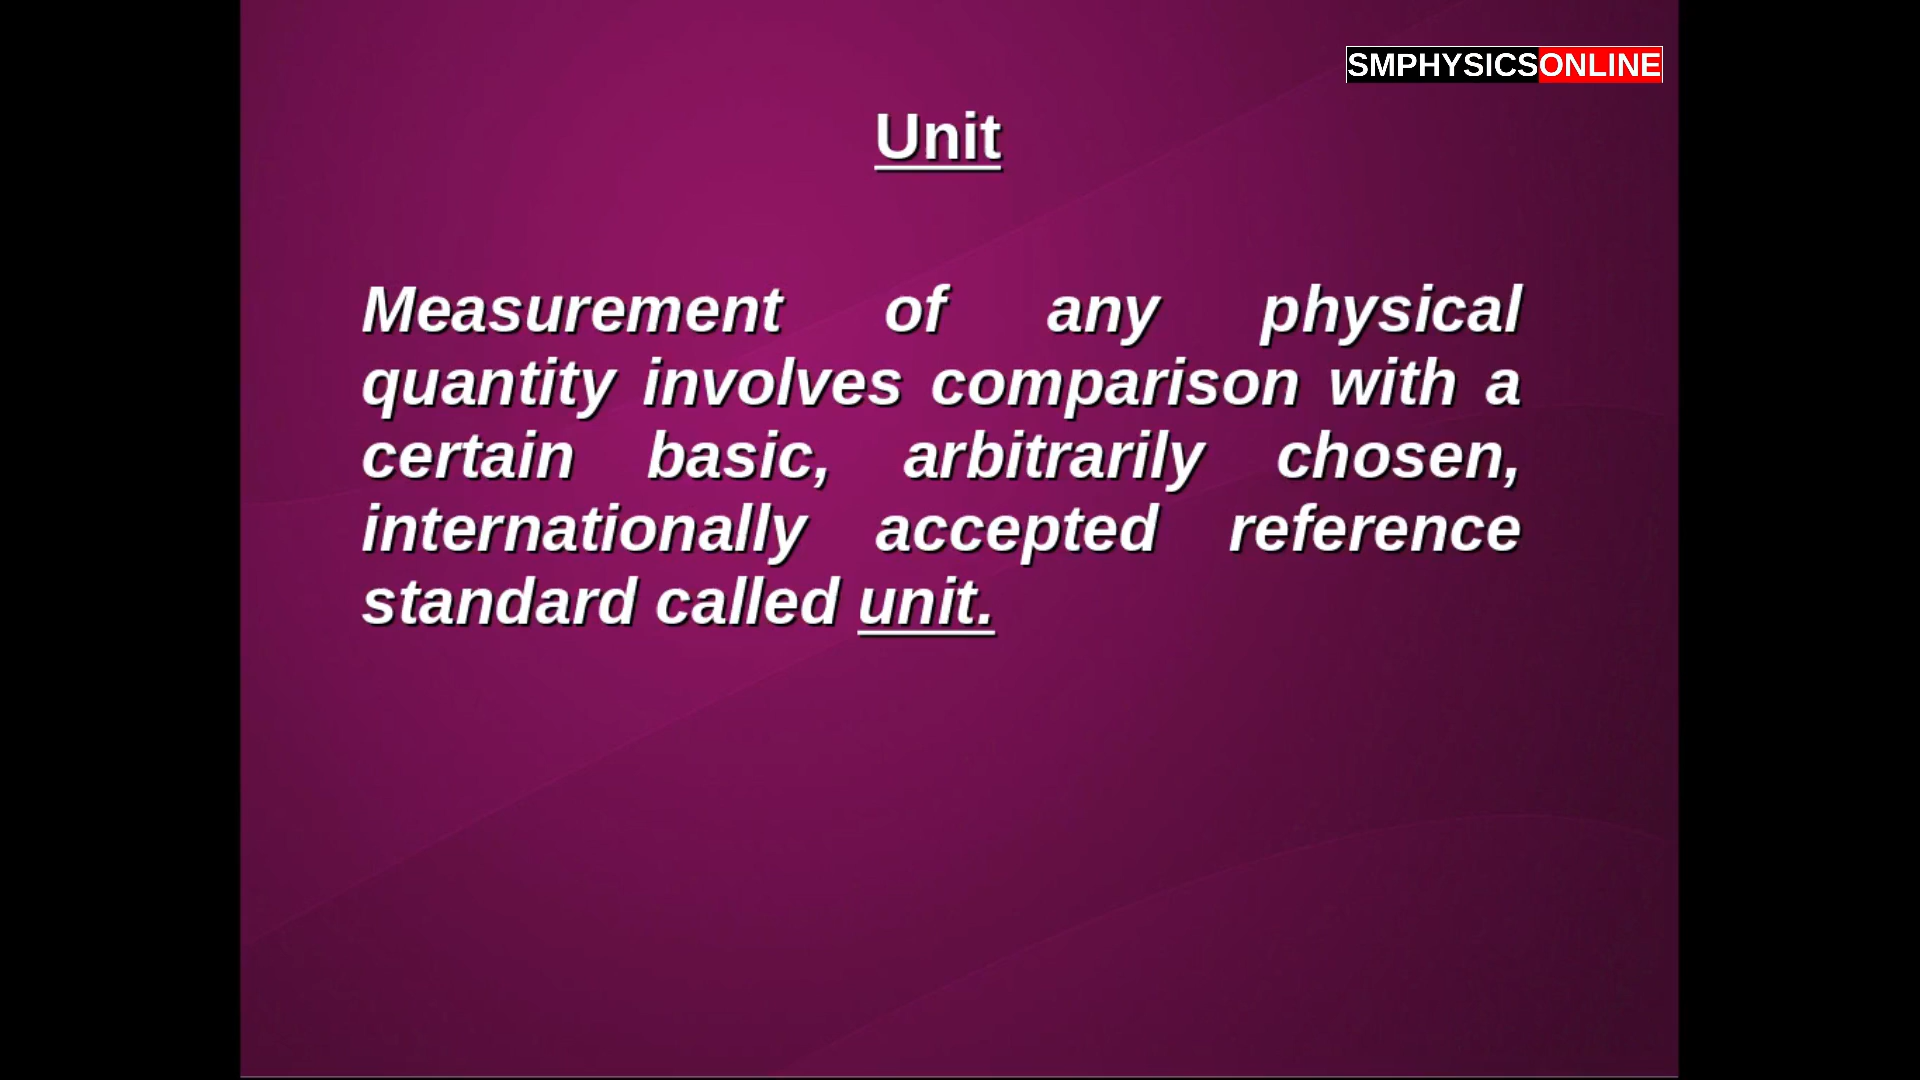 SMPHYSICSONLINE
Unit
Measurement of any physical
quantity involves comparison with a
certain basic, arbitrarily chosen,
internationally accepted reference
standard called unit.